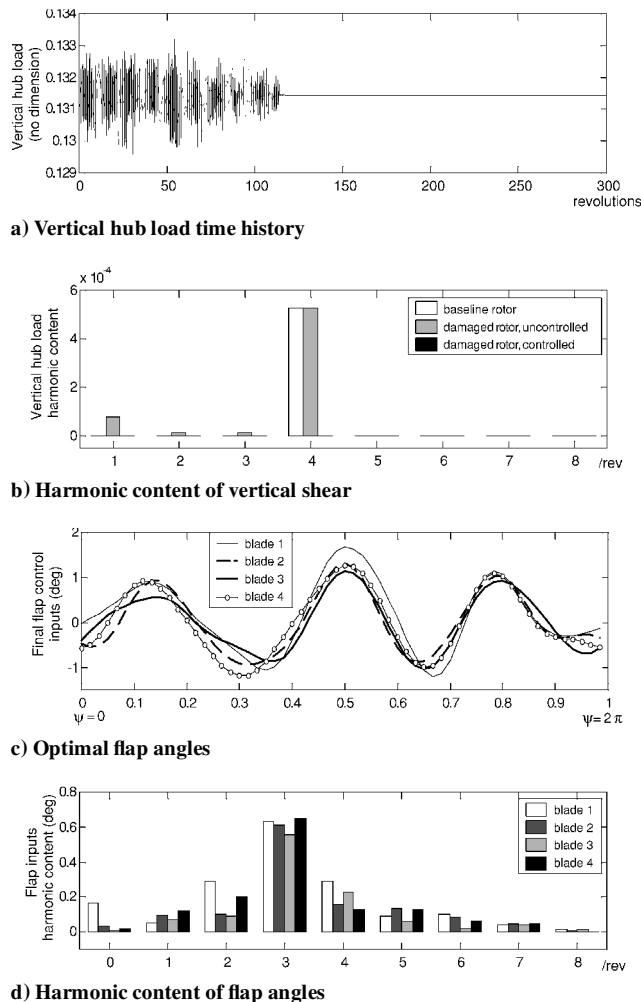 0.134
0.133
0.132
0.131
0.13
0.129
Vertical hub load
(no dimension)
0 50 100 150 200 250 300
revolutions
a) Vertical hub load time history
x 10-4
6
4
2
0
Vertical hub load
harmonic content
baseline rotor
damaged rotor, uncontrolled
damaged rotor, controlled
1 2 3 4 5 6 7 8 /rev
b) Harmonic content of vertical shear
2
1
0
-1
Final flap control
inputs (deg)
blade 1
blade 2
blade 3
blade 4
0 0.1 0.2 0.3 0.4 0.5 0.6 0.7 0.8 0.9 1
ψ = 0 ψ = 2 π
c) Optimal flap angles
0.8
0.6
0.4
0.2
0
Flap inputs
harmonic content (deg)
blade 1
blade 2
blade 3
blade 4
0 1 2 3 4 5 6 7 8 /rev
d) Harmonic content of flap angles